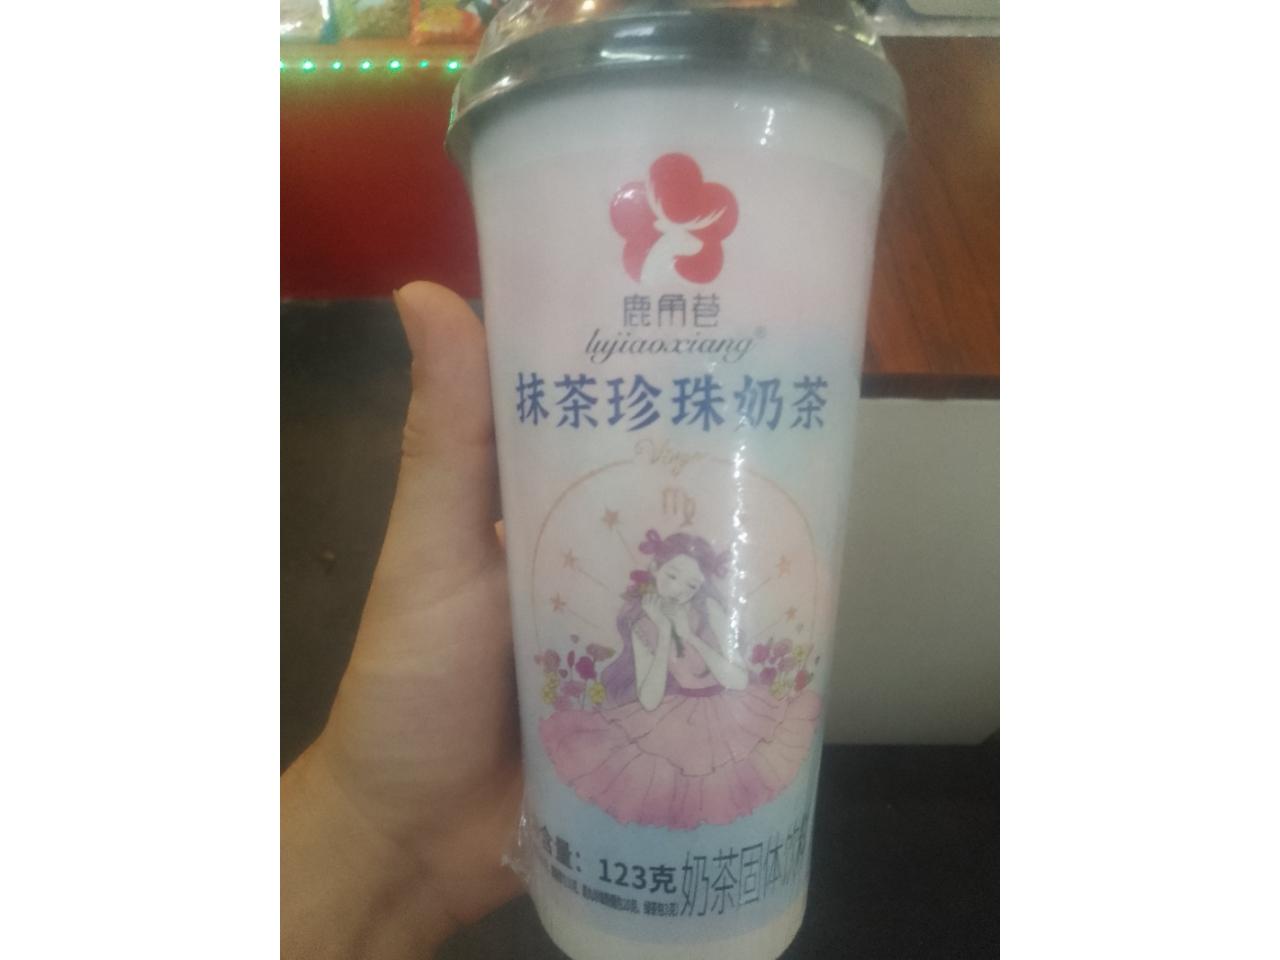 鹿角巷
lujiaoxiang®
抹茶珍珠奶茶
Virgo
♍
含量：123克
奶茶固体饮料